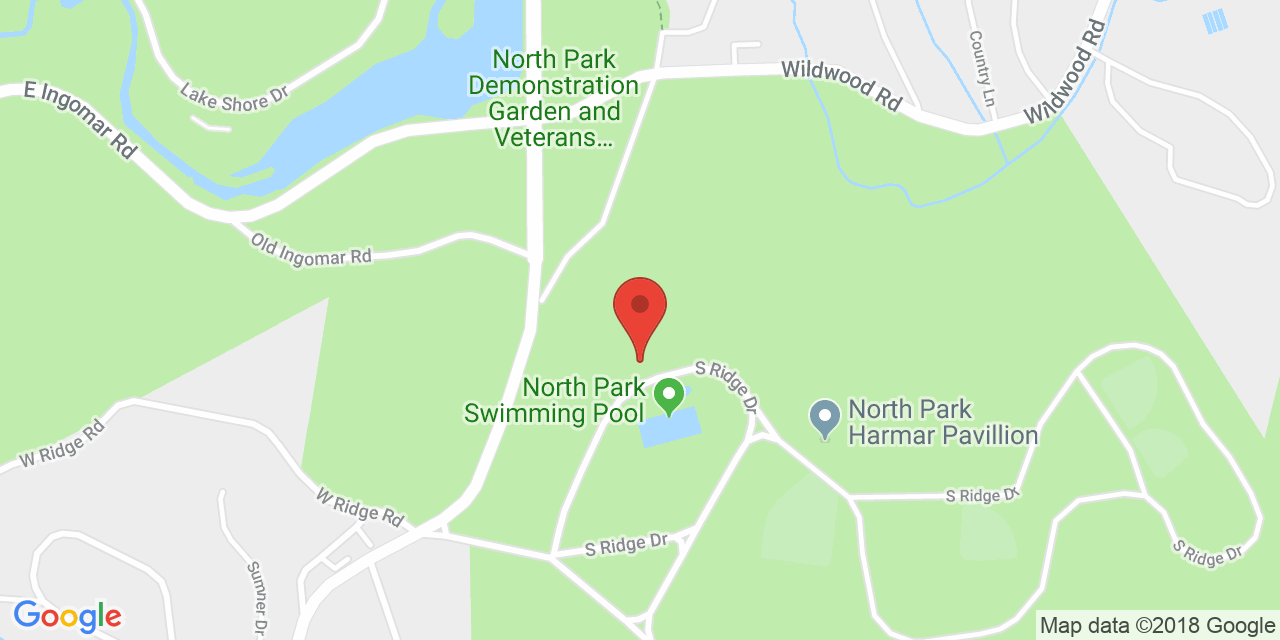 North Park
Demonstration
Garden and
Veterans...
Wildwood Rd
Country Ln
Wildwood Rd
E Ingomar Rd
Lake Shore Dr
Old Ingomar Rd
North Park
Swimming Pool
S Ridge Dr
North Park
Harmar Pavillion
W Ridge Rd
W Ridge Rd
S Ridge Dr
S Ridge Dr
S Ridge Dr
Sumner Dr
Google
Map data ©2018 Google